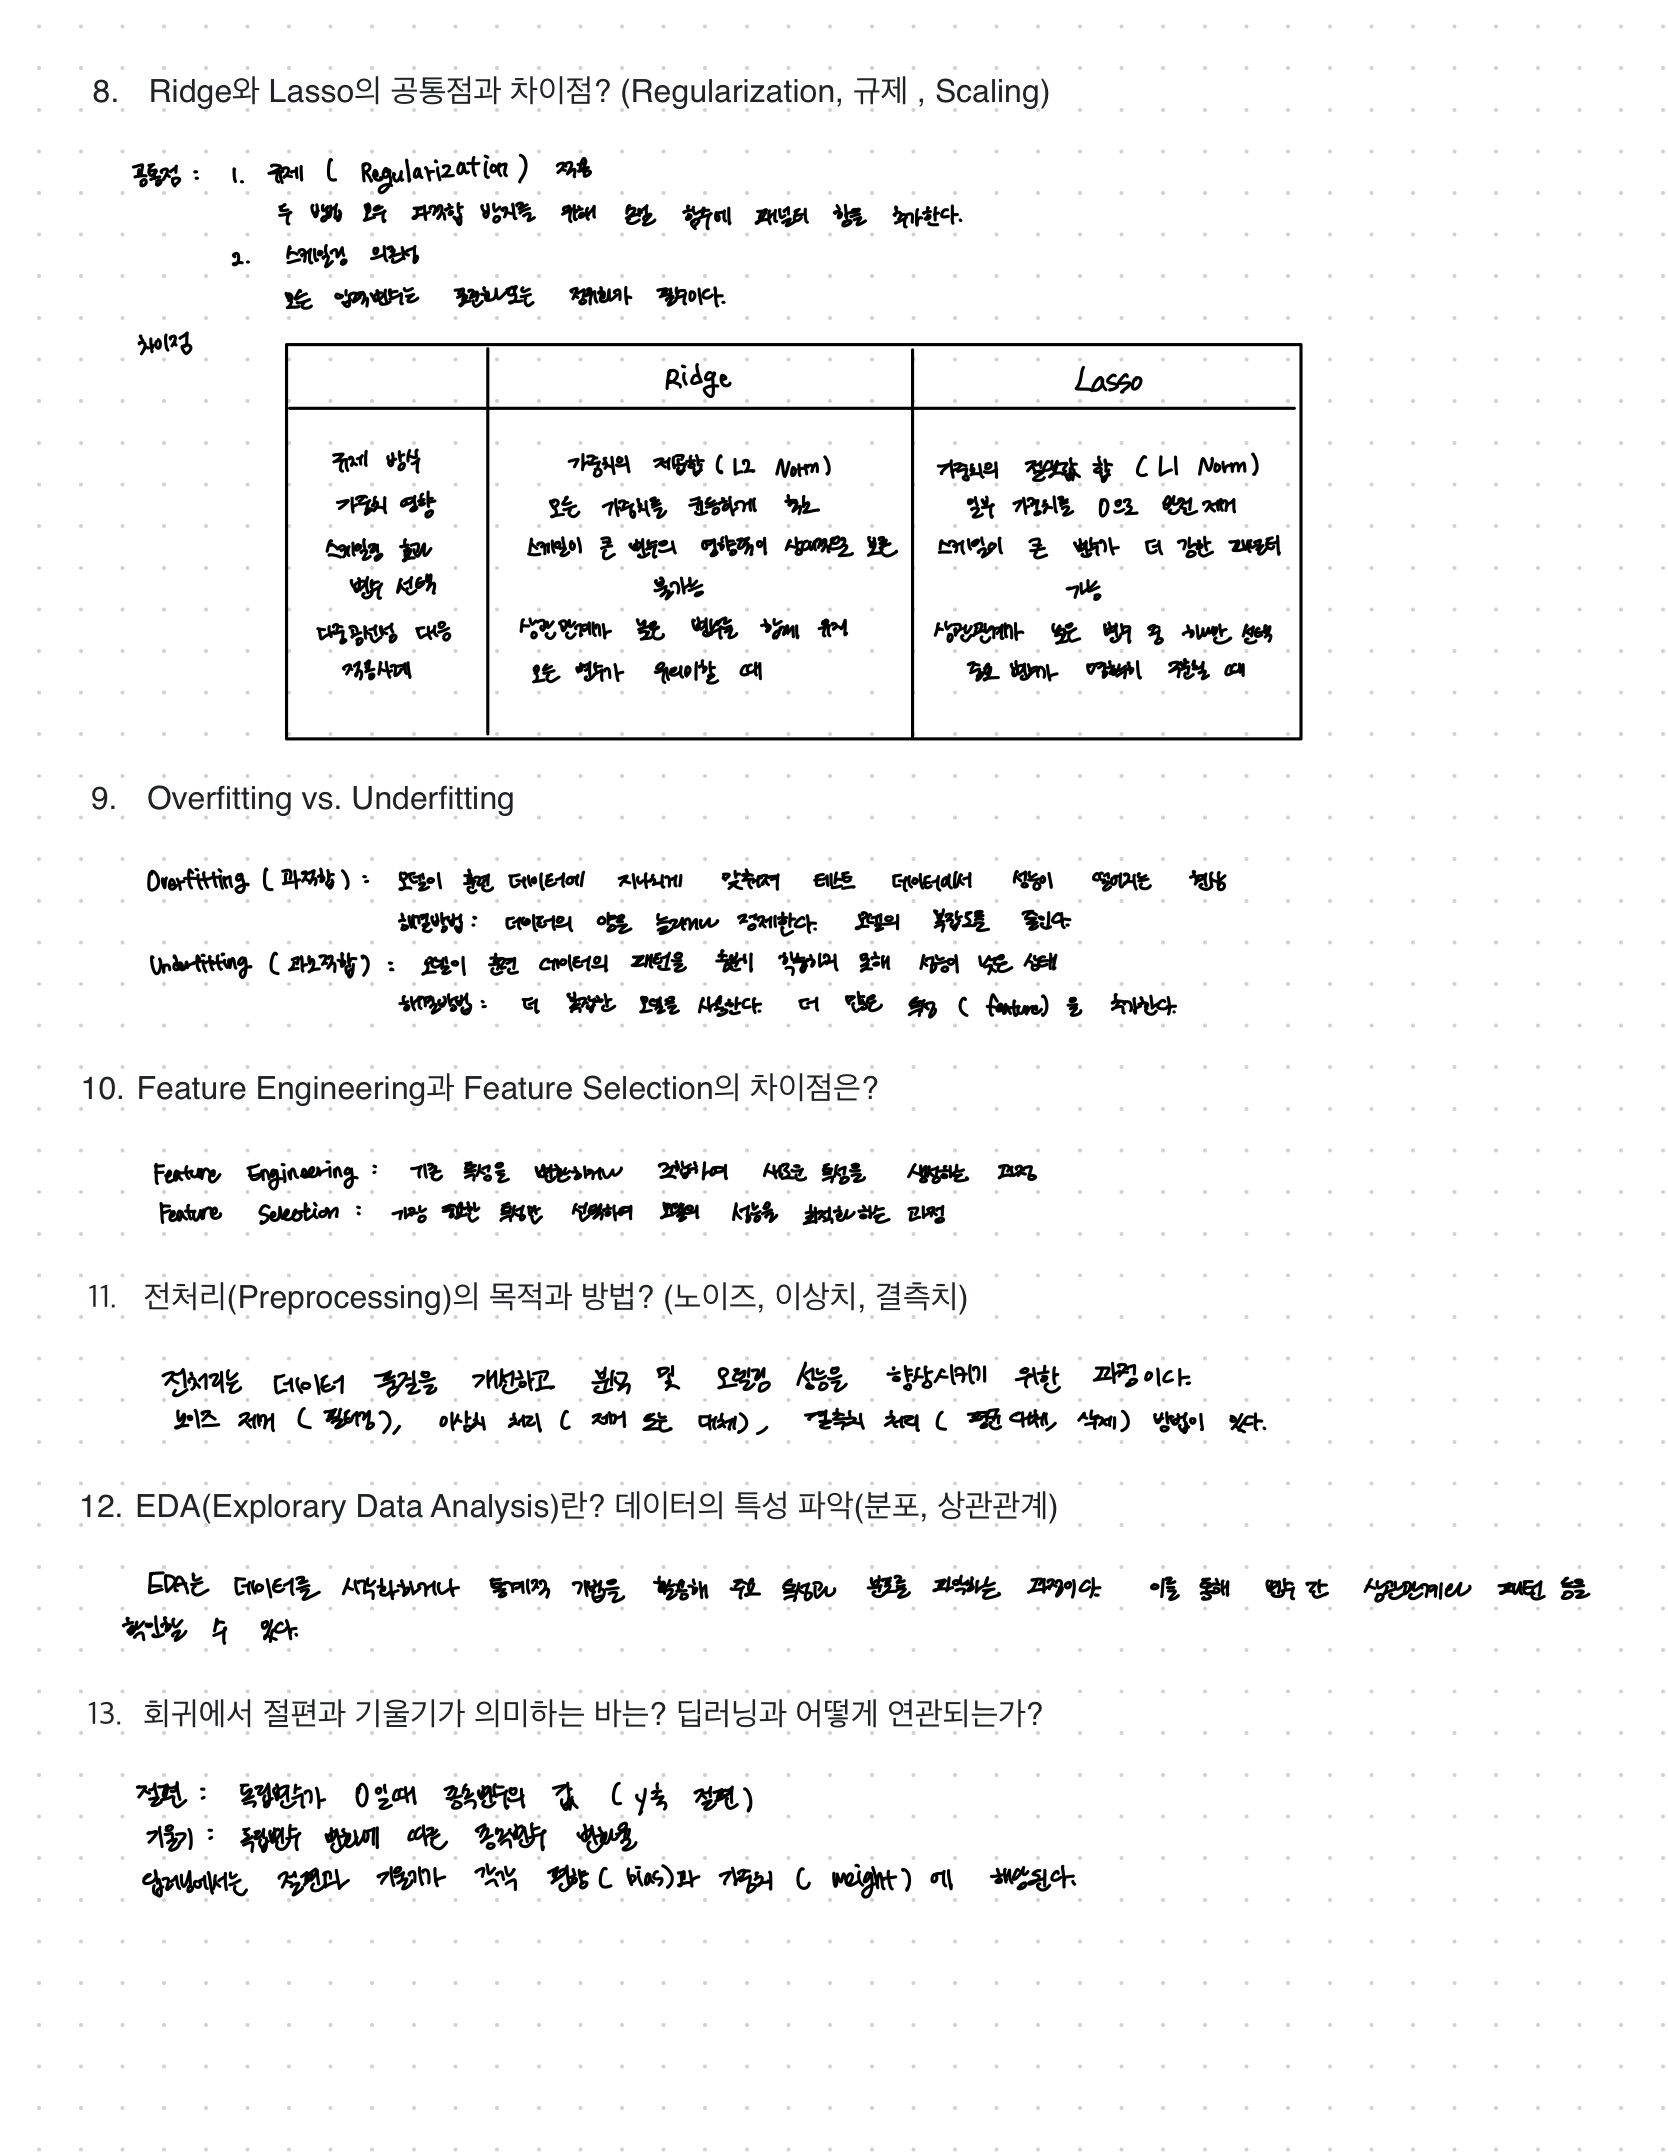 8. Ridge와 Lasso의 공통점과 차이점? (Regularization, 규제 , Scaling)
공통점 : 1. 규제 ( Regularization ) 적용
두 방법 모두 과적합 방지를 위해 손실 함수에 패널티 항을 추가한다.
2. 스케일링 의존성
모든 입력변수는 표준화 또는 정규화가 필수이다.
차이점
Ridge Lasso
규제 방식 가중치의 제곱합 ( L2 Norm ) 가중치의 절댓값 합 ( L1 Norm )
가중치 영향 모든 가중치를 균등하게 축소 일부 가중치를 0으로 완전 제거
스케일링 효과 스케일이 큰 변수의 영향력이 상대적으로 스케일이 큰 변수가 더 강한 패널티
변수 선택 불가능 가능
다중공선성 대응 상관관계가 높은 변수들 함께 유지 상관관계가 높은 변수 중 하나만 선택
적용사례 모든 변수가 유의미할 때 주요 변수가 명확히 구분될 때
9. Overfitting vs. Underfitting
Overfitting ( 과적합 ) : 모델이 훈련 데이터에 지나치게 맞춰져 테스트 데이터에서 성능이 떨어지는 현상
해결방법 : 데이터의 양을 늘리거나 정제한다. 모델의 복잡도를 줄인다.
Underfitting ( 과소적합 ) : 모델이 훈련 데이터의 패턴을 충분히 학습하지 못해 성능이 낮은 상태
해결방법 : 더 복잡한 모델을 사용한다. 더 많은 특성 ( feature) 을 추가한다.
10. Feature Engineering과 Feature Selection의 차이점은?
Feature Engineering : 기존 특성을 변환하거나 조합하여 새로운 특성을 생성하는 과정
Feature Selection : 가장 중요한 특성만 선택하여 모델의 성능을 최적화 하는 과정
11. 전처리(Preprocessing)의 목적과 방법? (노이즈, 이상치, 결측치)
전처리는 데이터 품질을 개선하고 분석 및 모델링 성능을 향상시키기 위한 과정이다.
노이즈 제거 ( 필터링 ), 이상치 처리 ( 제거 또는 대체 ), 결측치 처리 ( 평균 대체, 삭제 ) 방법이 있다.
12. EDA(Explorary Data Analysis)란? 데이터의 특성 파악(분포, 상관관계)
EDA는 데이터를 시각화하거나 통계적 기법을 활용해 주요 특성과 분포를 파악하는 과정이다. 이를 통해 변수 간 상관관계나 패턴 등을
확인할 수 있다.
13. 회귀에서 절편과 기울기가 의미하는 바는? 딥러닝과 어떻게 연관되는가?
절편 : 독립변수가 0일때 종속변수의 값 ( y축 절편 )
기울기 : 독립변수 변화에 따른 종속변수 변화율
딥러닝에서는 절편과 기울기가 각각 편향 ( bias)과 가중치 ( weight ) 에 해당된다.